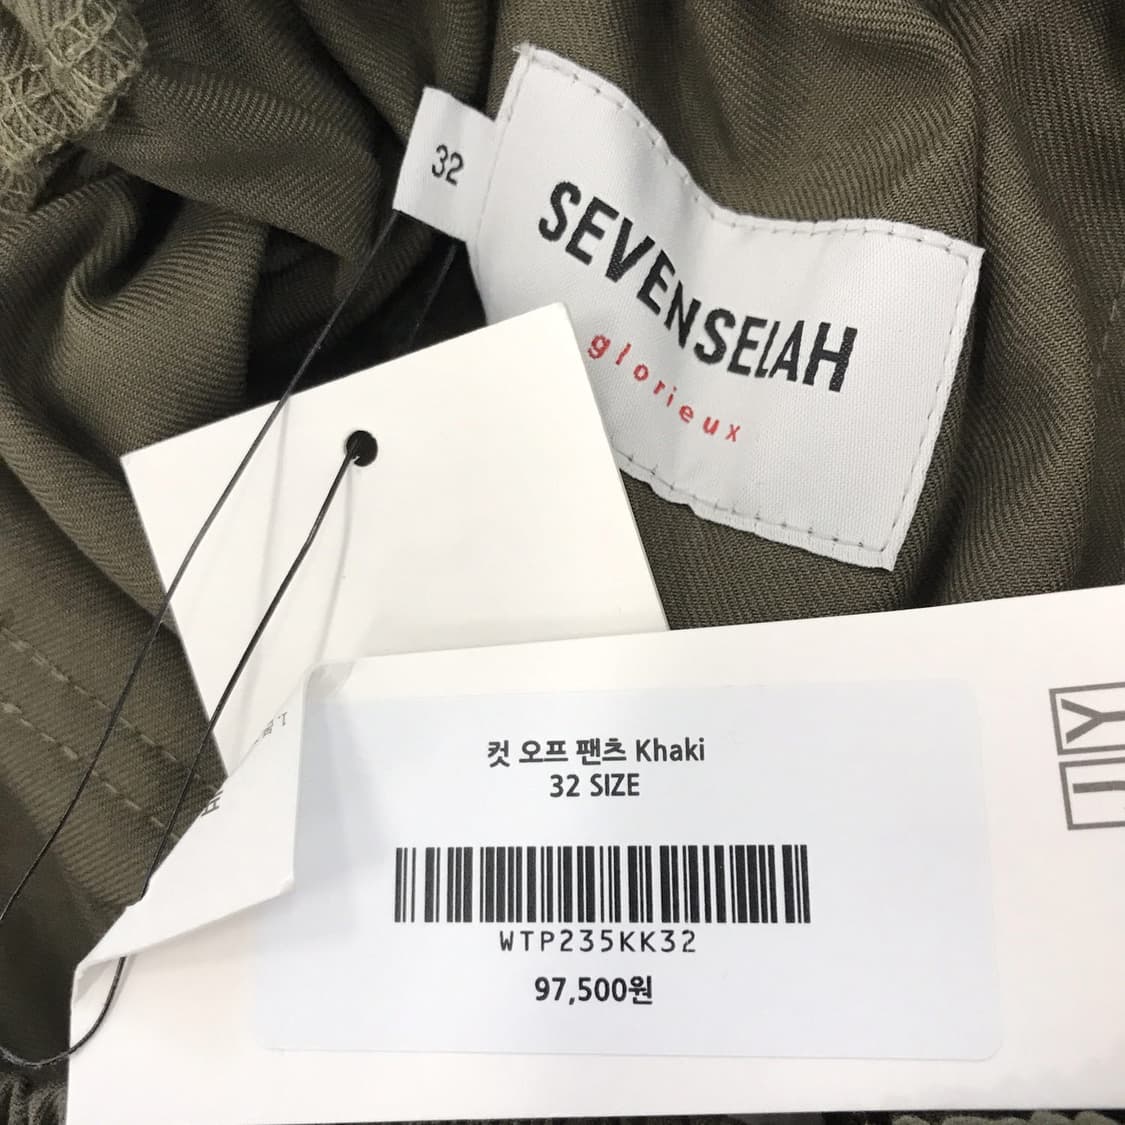 32
SEVENSELAH
glorieux
컷 오프 팬츠 Khaki
32 SIZE
WTP235KK32
97,500원